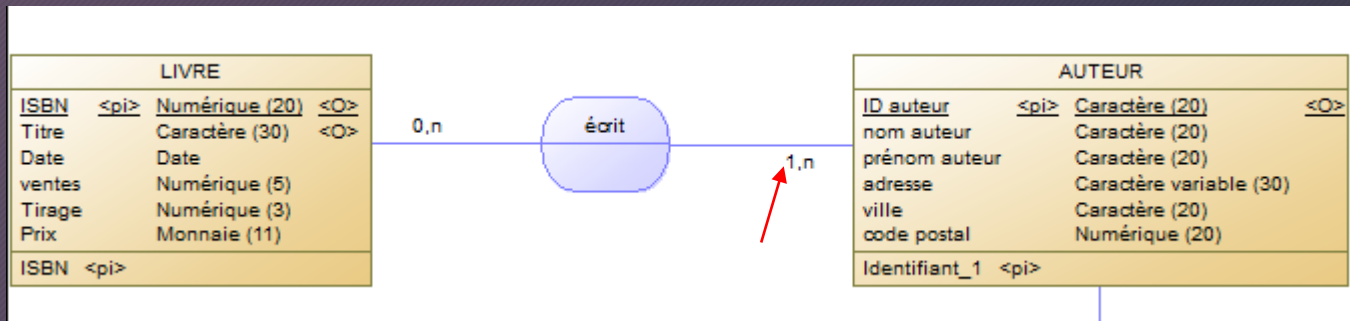 LIVRE
ISBN <pi> Numérique (20) <O>
Titre Caractère (30) <O>
Date Date
ventes Numérique (5)
Tirage Numérique (3)
Prix Monnaie (11)
ISBN <pi>
0,n
écrit
1,n
AUTEUR
ID auteur <pi> Caractère (20) <O>
nom auteur Caractère (20)
prénom auteur Caractère (20)
adresse Caractère variable (30)
ville Caractère (20)
code postal Numérique (20)
Identifiant_1 <pi>